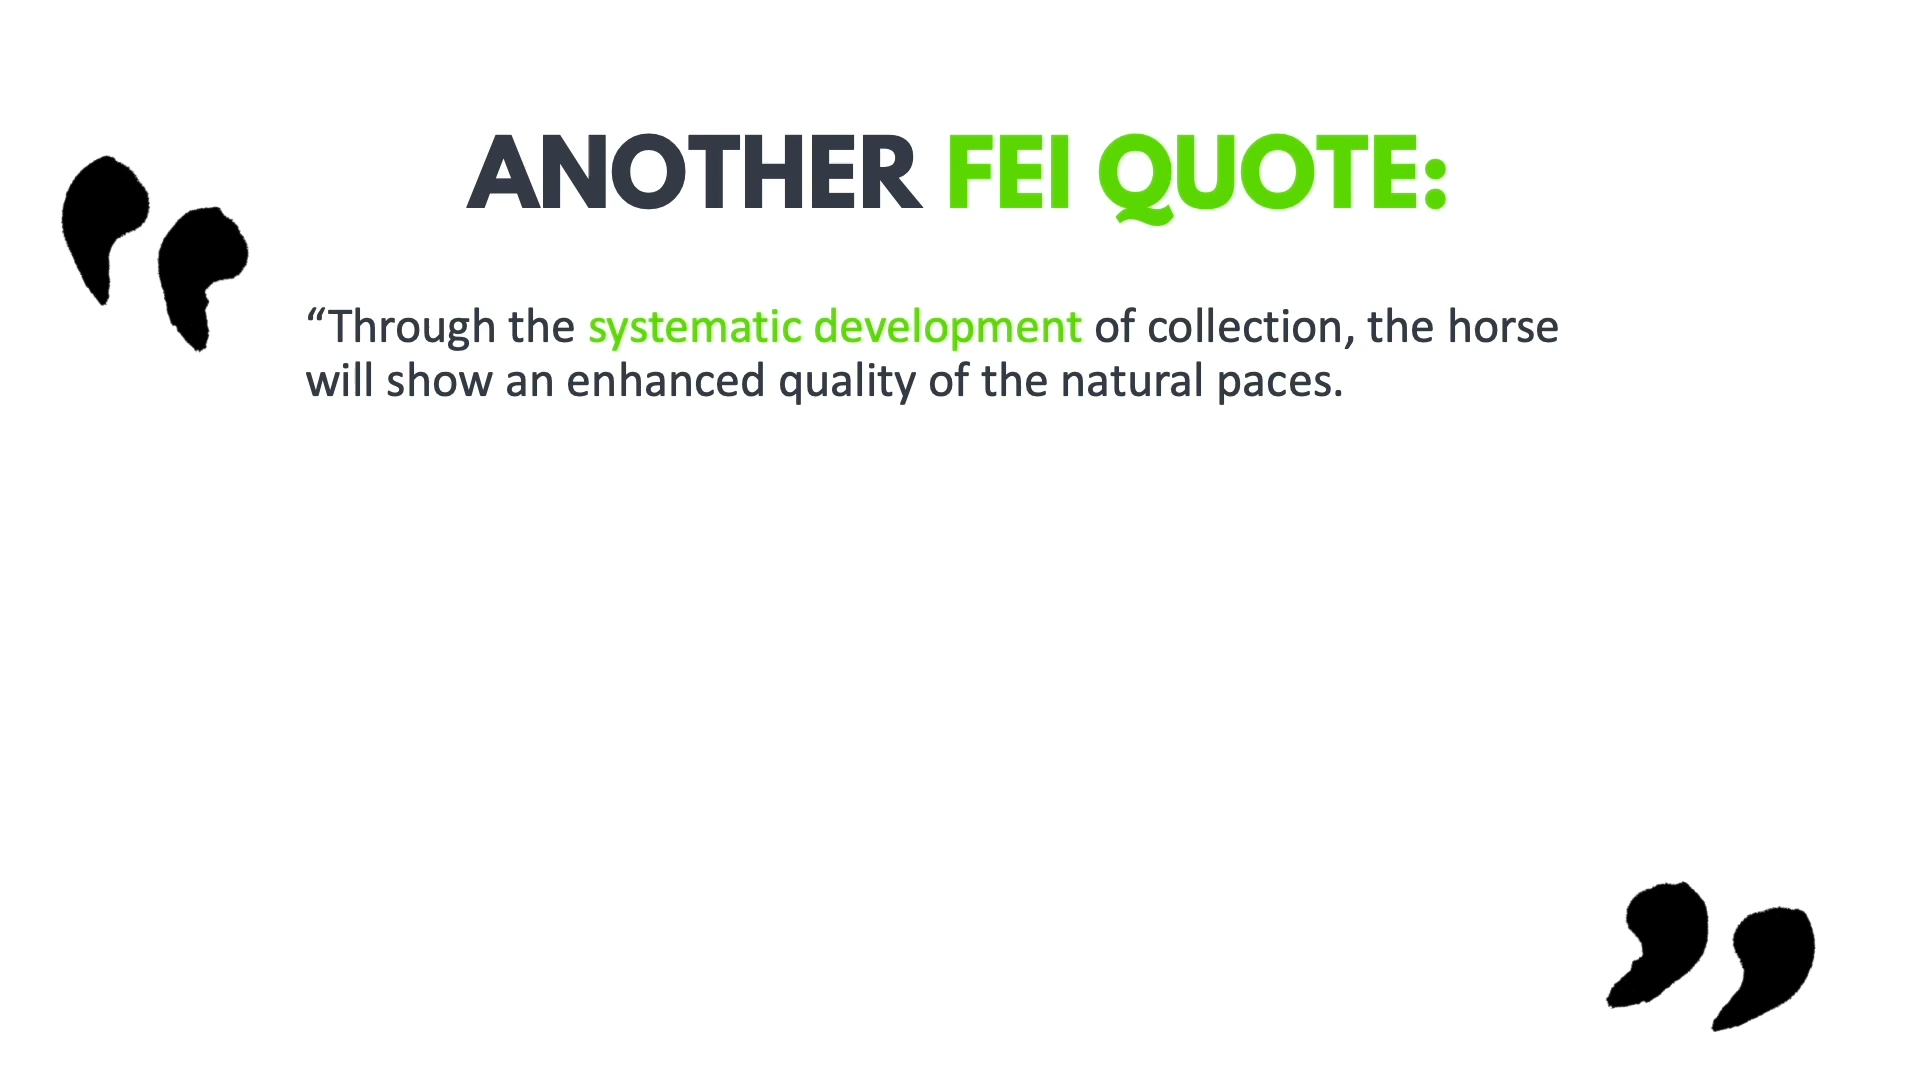 ANOTHER FEI QUOTE:
“Through the systematic development of collection, the horse
will show an enhanced quality of the natural paces.